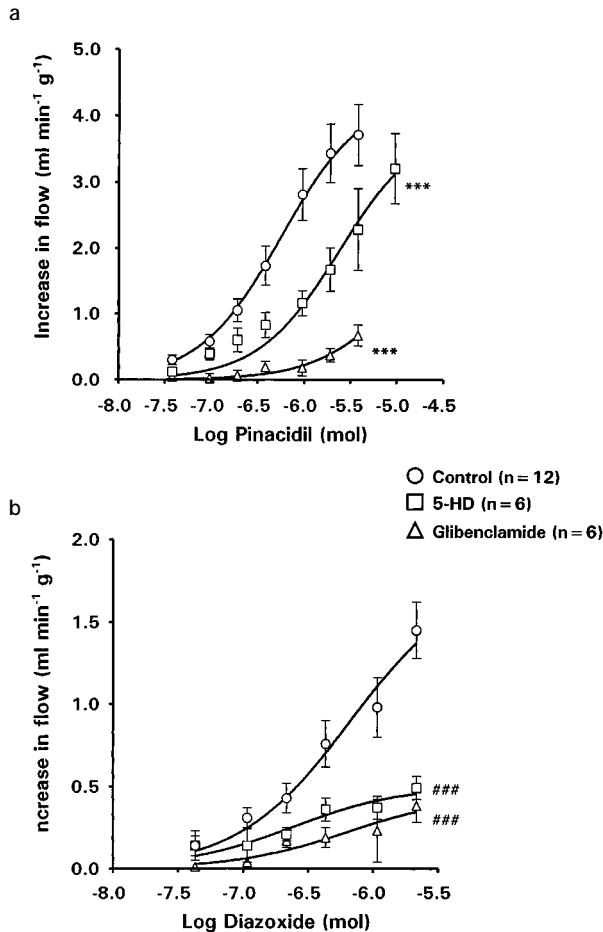 a
Increase in flow (ml min⁻¹ g⁻¹)
5.0
4.0
3.0
2.0
1.0
0.0
***
***
-8.0 -7.5 -7.0 -6.5 -6.0 -5.5 -5.0 -4.5
Log Pinacidil (mol)
Control (n = 12)
5-HD (n = 6)
Glibenclamide (n = 6)
b
ncrease in flow (ml min⁻¹ g⁻¹)
2.0
1.5
1.0
0.5
0.0
###
###
-8.0 -7.5 -7.0 -6.5 -6.0 -5.5
Log Diazoxide (mol)